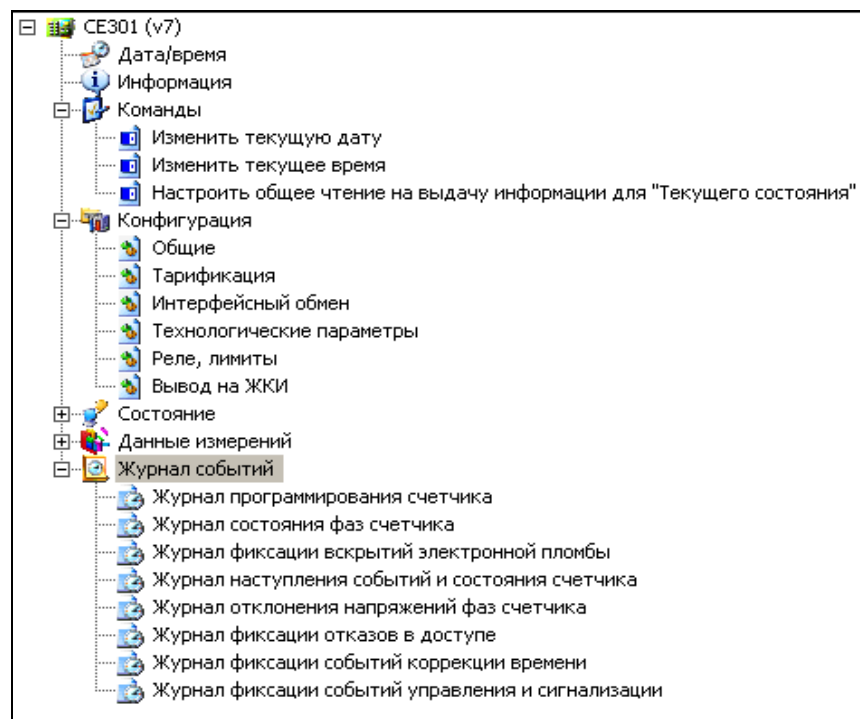 CE301 (v7)
Дата/время
Информация
Команды
Изменить текущую дату
Изменить текущее время
Настроить общее чтение на выдачу информации для "Текущего состояния"
Конфигурация
Общие
Тарификация
Интерфейсный обмен
Технологические параметры
Реле, лимиты
Вывод на ЖКИ
Состояние
Данные измерений
Журнал событий
Журнал программирования счетчика
Журнал состояния фаз счетчика
Журнал фиксации вскрытий электронной пломбы
Журнал наступления событий и состояния счетчика
Журнал отклонения напряжений фаз счетчика
Журнал фиксации отказов в доступе
Журнал фиксации событий коррекции времени
Журнал фиксации событий управления и сигнализации